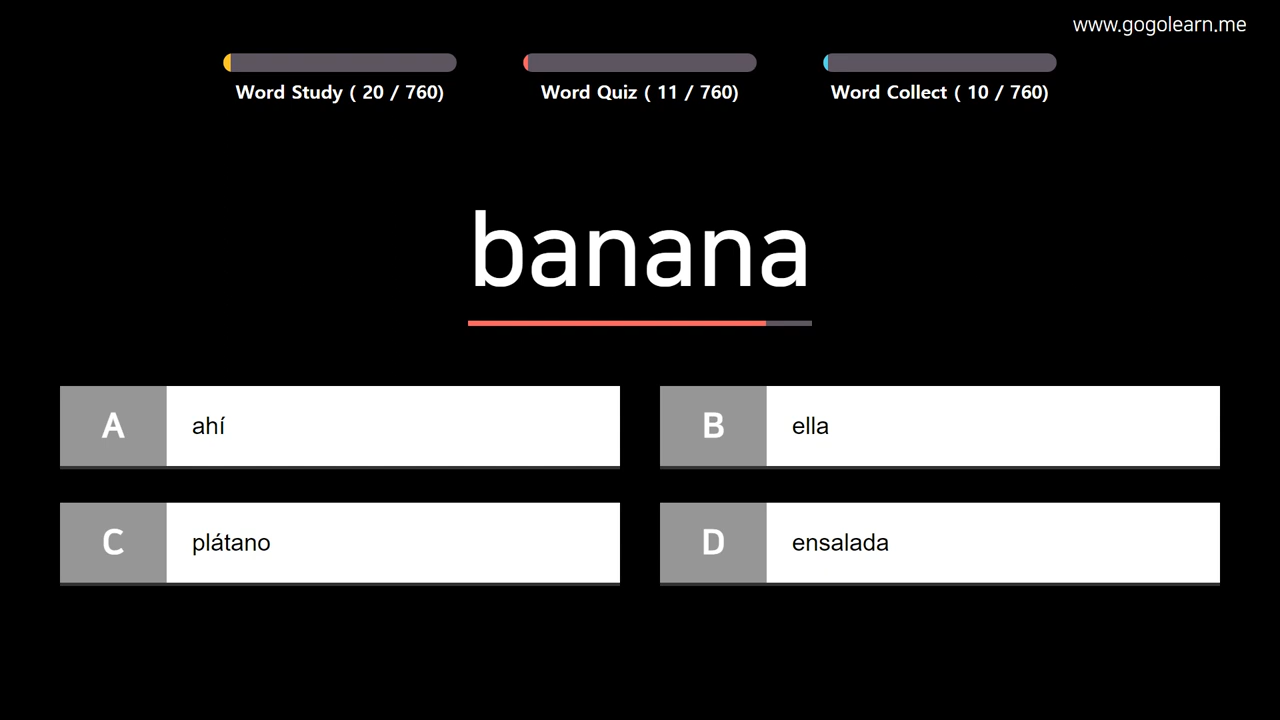 www.gogolearn.me
Word Study ( 20 / 760)
Word Quiz ( 11 / 760)
Word Collect ( 10 / 760)
banana
A ahí
B ella
C plátano
D ensalada